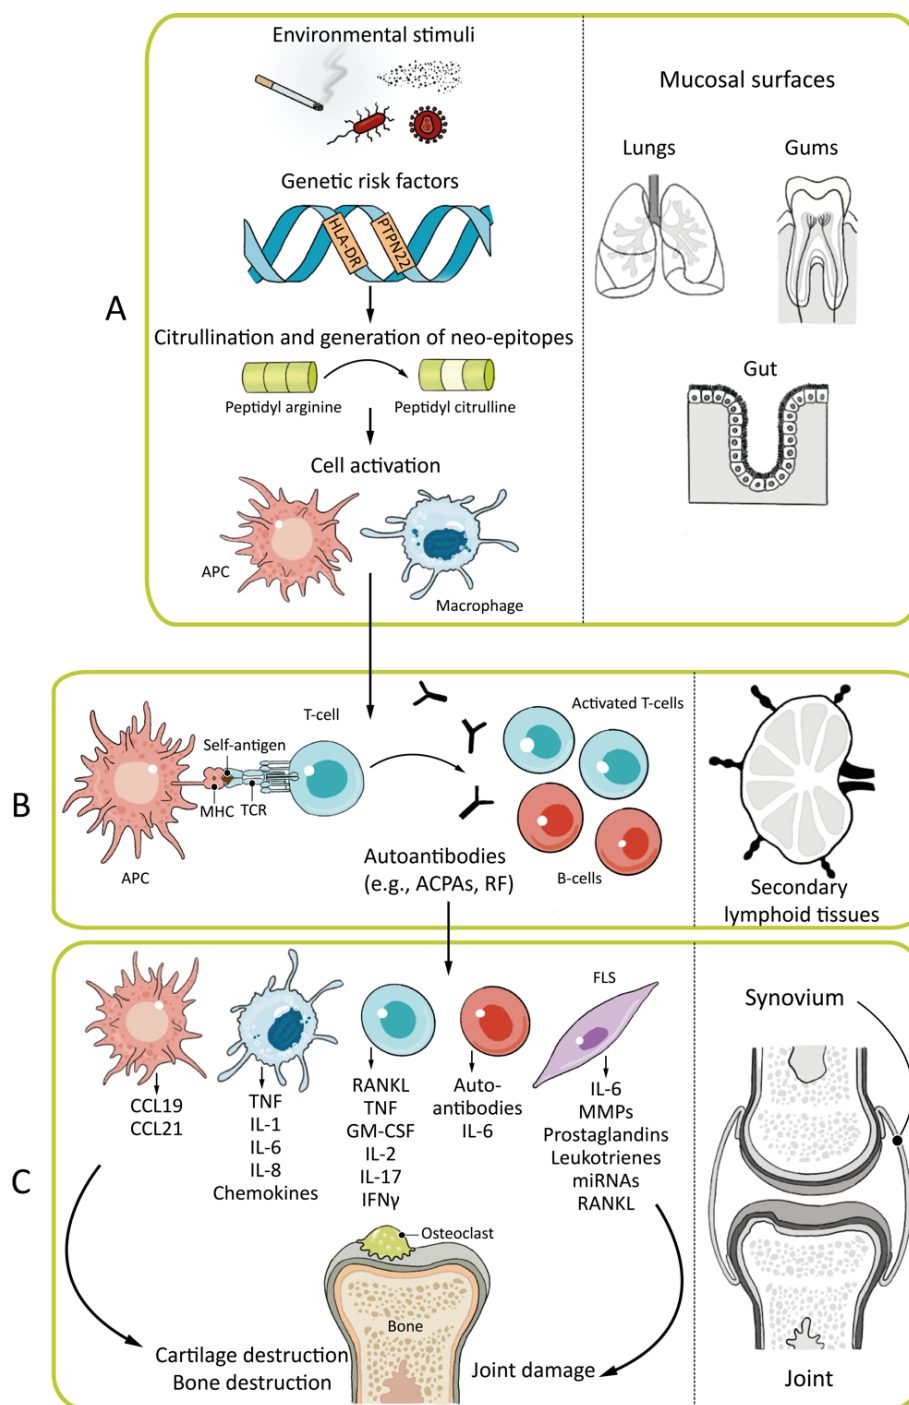 Environmental stimuli
Genetic risk factors
HLA-DR
PTPN22
Citrullination and generation of neo-epitopes
Peptidyl arginine
Peptidyl citrulline
Cell activation
APC
Macrophage
A
Mucosal surfaces
Lungs
Gums
Gut
B
T-cell
Self-antigen
MHC
TCR
APC
Activated T-cells
B-cells
Autoantibodies
(e.g., ACPAs, RF)
Secondary
lymphoid tissues
C
CCL19
CCL21
TNF
IL-1
IL-6
IL-8
Chemokines
RANKL
TNF
GM-CSF
IL-2
IL-17
IFNγ
Auto-
antibodies
IL-6
FLS
IL-6
MMPs
Prostaglandins
Leukotrienes
miRNAs
RANKL
Osteoclast
Bone
Cartilage destruction
Bone destruction
Joint damage
Synovium
Joint